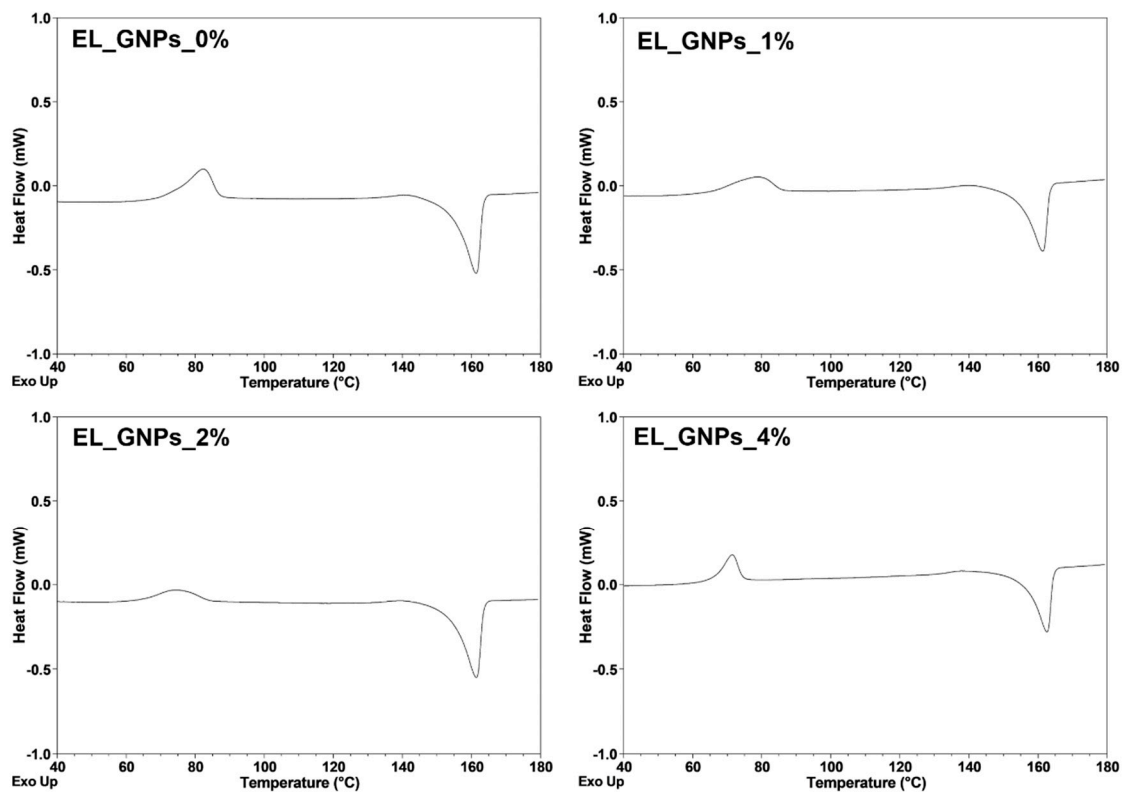 EL_GNPs_0%
1.0
0.5
0.0
-0.5
-1.0
Heat Flow (mW)
40 60 80 100 120 140 160 180
Exo Up
Temperature (°C)
EL_GNPs_1%
1.0
0.5
0.0
-0.5
-1.0
Heat Flow (mW)
40 60 80 100 120 140 160 180
Exo Up
Temperature (°C)
EL_GNPs_2%
1.0
0.5
0.0
-0.5
-1.0
Heat Flow (mW)
40 60 80 100 120 140 160 180
Exo Up
Temperature (°C)
EL_GNPs_4%
1.0
0.5
0.0
-0.5
-1.0
Heat Flow (mW)
40 60 80 100 120 140 160 180
Exo Up
Temperature (°C)